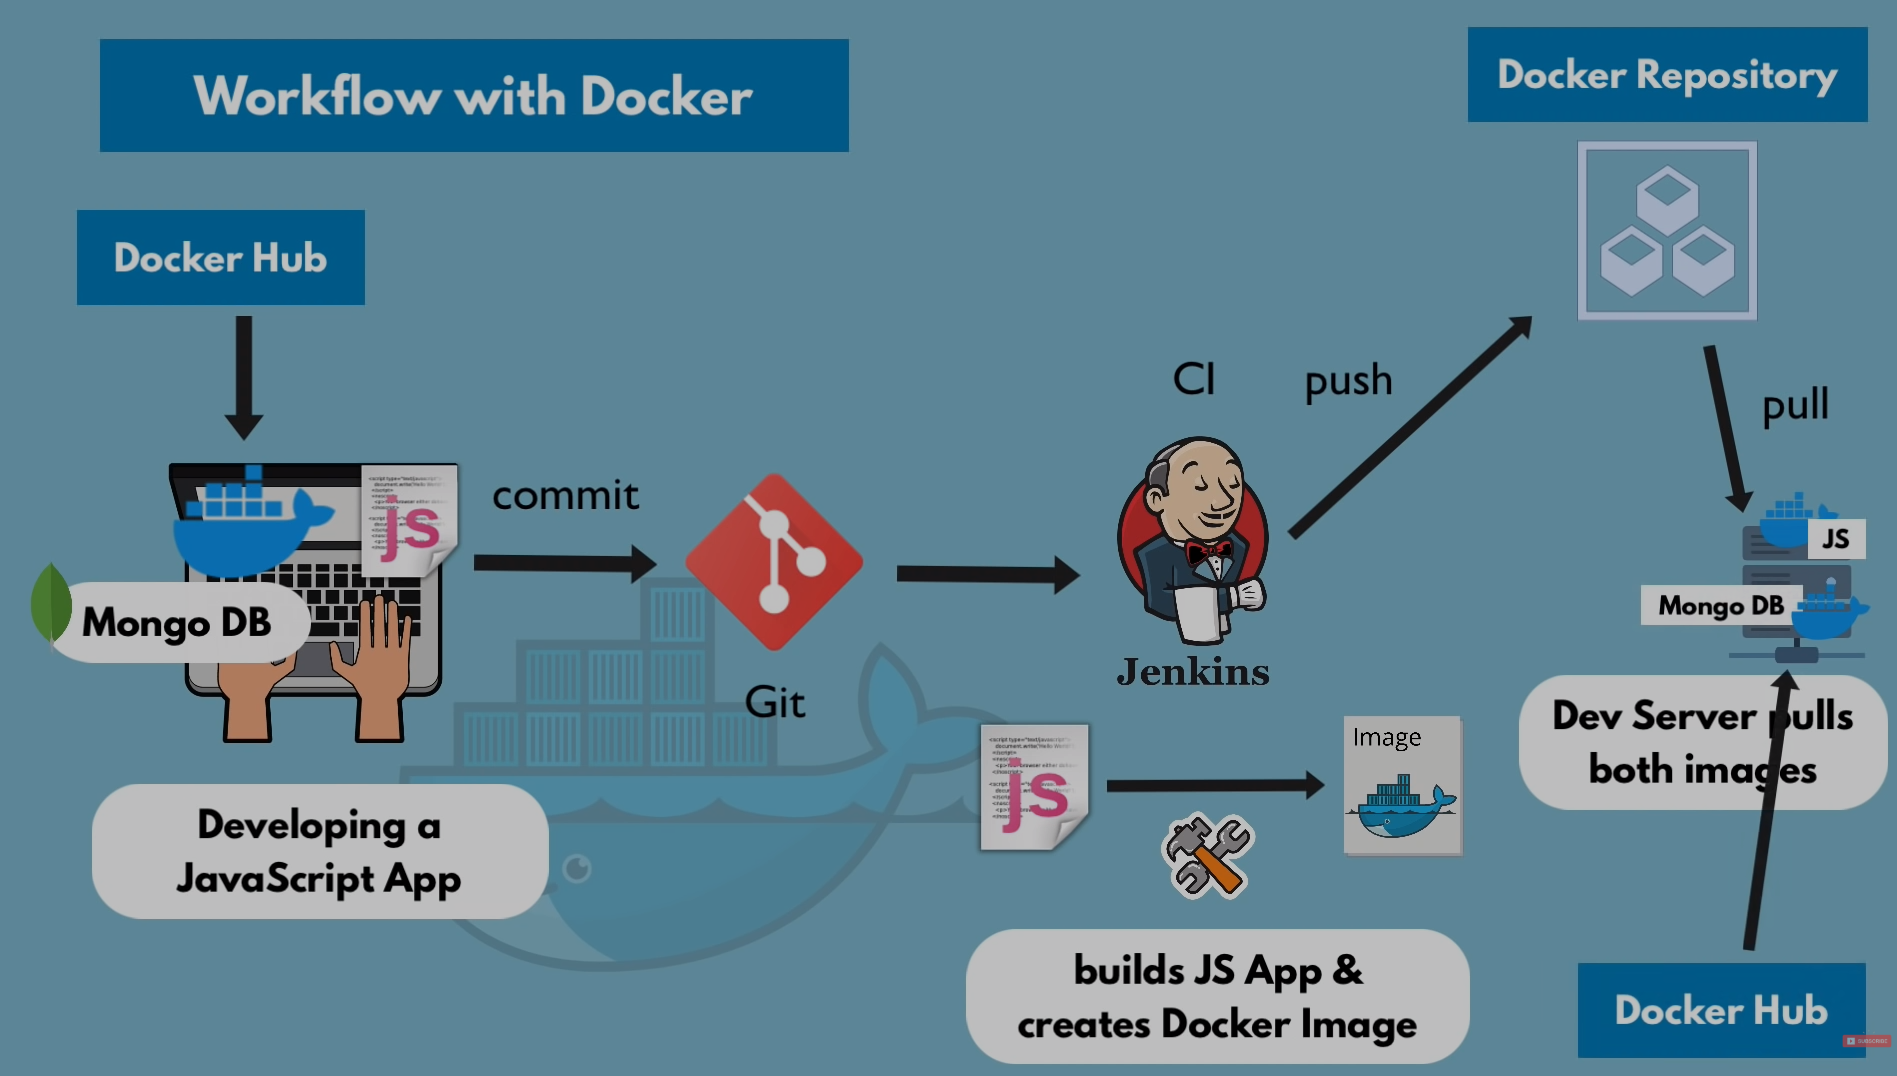 Workflow with Docker
Docker Repository
Docker Hub
CI
push
pull
commit
js
Mongo DB
Git
Jenkins
JS
Mongo DB
Dev Server pulls
both images
js
Image
Developing a
JavaScript App
builds JS App &
creates Docker Image
Docker Hub
SUBSCRIBE